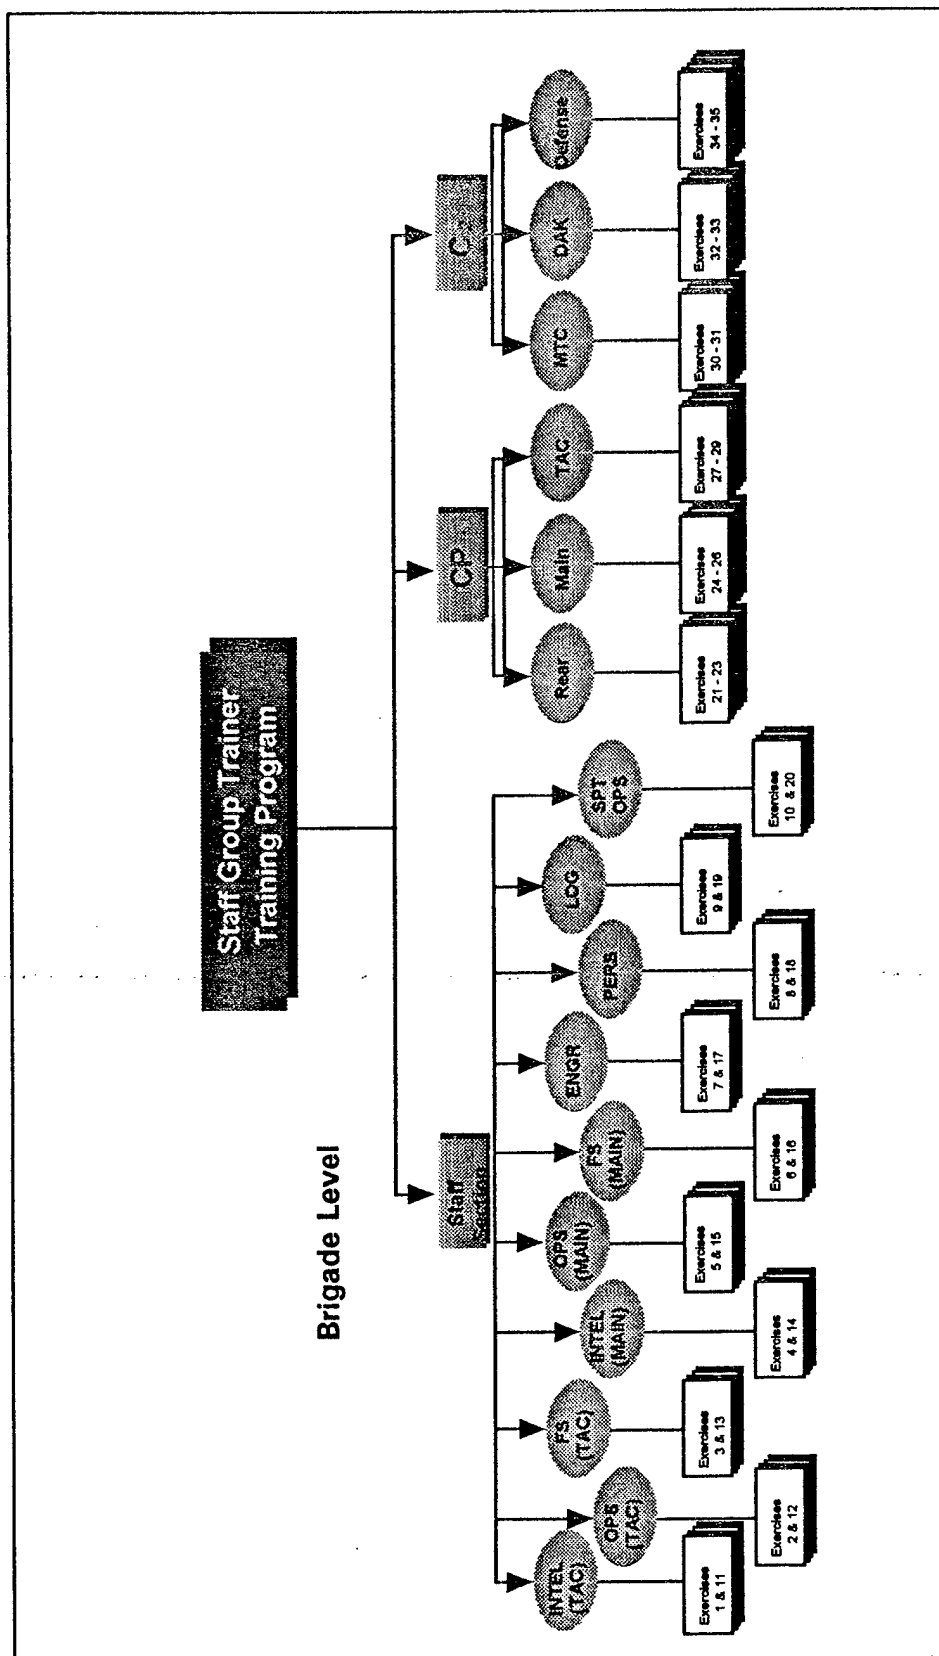 Staff Group Trainer
Training Program
Brigade Level
Staff
Section
CP
INTEL
(TAC)
OPS
(TAC)
FS
(TAC)
INTEL
(MAIN)
OPS
(MAIN)
FS
(MAIN)
ENGR
PERS
LOG
SPT
OPS
Rear
Main
TAC
MTC
DAK
Defense
Exercises
1 & 11
Exercises
2 & 12
Exercises
3 & 13
Exercises
4 & 14
Exercises
5 & 15
Exercises
6 & 16
Exercises
7 & 17
Exercises
8 & 18
Exercises
9 & 19
Exercises
10 & 20
Exercises
21 - 23
Exercises
24 - 26
Exercises
27 - 29
Exercises
30 - 31
Exercises
32 - 33
Exercises
34 - 35